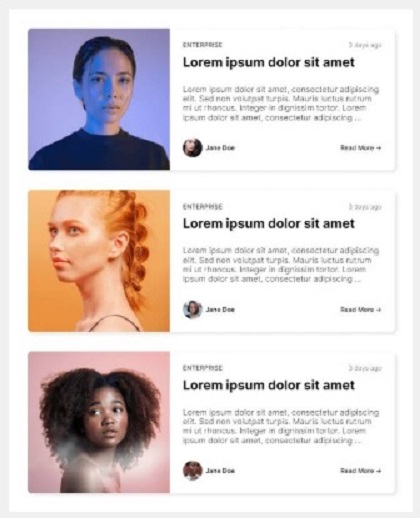 ENTERPRISE 3 days ago
Lorem ipsum dolor sit amet
Lorem ipsum dolor sit amet, consectetur adipiscing
elit. Sed non volutpat turpis. Mauris luctus rutrum
mi ut rhoncus. Integer in dignissim tortor. Lorem
ipsum dolor sit amet, consectetur adipiscing ...
Jane Doe Read More →
ENTERPRISE 3 days ago
Lorem ipsum dolor sit amet
Lorem ipsum dolor sit amet, consectetur adipiscing
elit. Sed non volutpat turpis. Mauris luctus rutrum
mi ut rhoncus. Integer in dignissim tortor. Lorem
ipsum dolor sit amet, consectetur adipiscing ...
Jane Doe Read More →
ENTERPRISE 3 days ago
Lorem ipsum dolor sit amet
Lorem ipsum dolor sit amet, consectetur adipiscing
elit. Sed non volutpat turpis. Mauris luctus rutrum
mi ut rhoncus. Integer in dignissim tortor. Lorem
ipsum dolor sit amet, consectetur adipiscing ...
Jane Doe Read More →